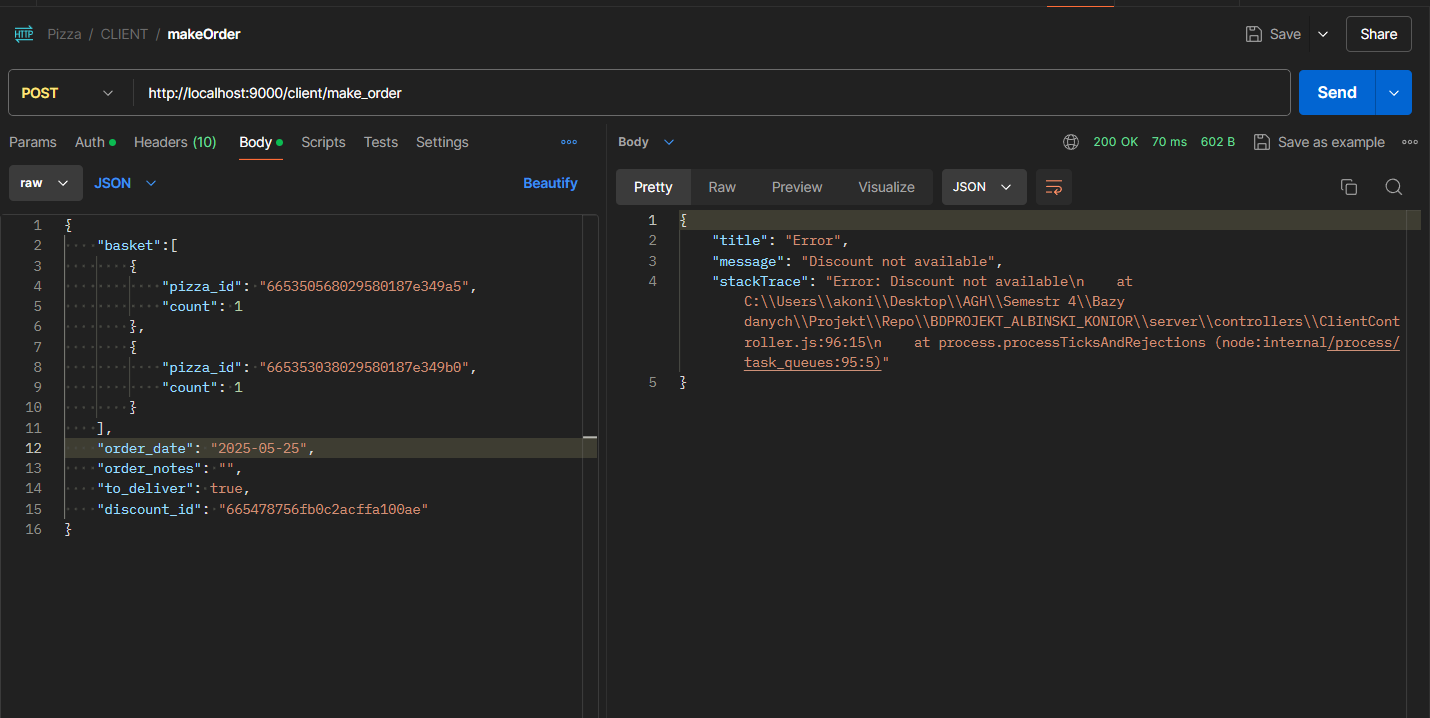 HTTP Pizza / CLIENT / makeOrder Save Share
POST http://localhost:9000/client/make_order Send
Params Auth Headers (10) Body Scripts Tests Settings
Body 200 OK 70 ms 602 B Save as example
raw JSON Beautify
Pretty Raw Preview Visualize JSON
1 {
2 "basket":[
3 {
4 "pizza_id": "665350568029580187e349a5",
5 "count": 1
6 },
7 {
8 "pizza_id": "665353038029580187e349b0",
9 "count": 1
10 }
11 ],
12 "order_date": "2025-05-25",
13 "order_notes": "",
14 "to_deliver": true,
15 "discount_id": "665478756fb0c2acffa100ae"
16 }
1 {
2 "title": "Error",
3 "message": "Discount not available",
4 "stackTrace": "Error: Discount not available\n at
C:\\Users\\akoni\\Desktop\\AGH\\Semestr 4\\Bazy
danych\\Projekt\\Repo\\BDPROJEKT_ALBINSKI_KONIOR\\server\\controllers\\ClientCont
roller.js:96:15\n at process.processTicksAndRejections (node:internal/process/
task_queues:95:5)"
5 }